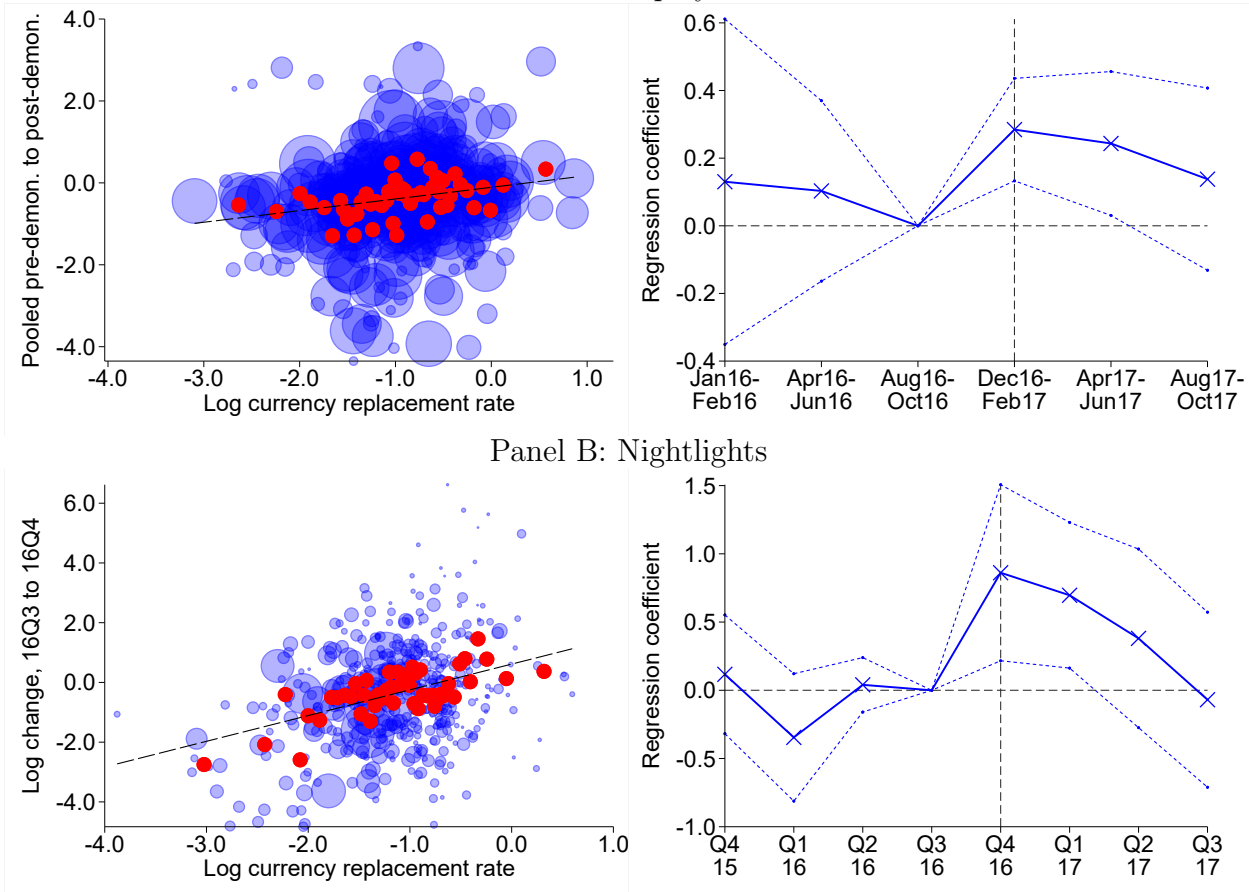 Pooled pre-demon. to post-demon.
4.0
2.0
0.0
-2.0
-4.0
-4.0 -3.0 -2.0 -1.0 0.0 1.0
Log currency replacement rate
Regression coefficient
0.6
0.4
0.2
0.0
-0.2
-0.4
Jan16- Apr16- Aug16- Dec16- Apr17- Aug17-
Feb16 Jun16 Oct16 Feb17 Jun17 Oct17
Panel B: Nightlights
Log change, 16Q3 to 16Q4
6.0
4.0
2.0
0.0
-2.0
-4.0
-4.0 -3.0 -2.0 -1.0 0.0 1.0
Log currency replacement rate
Regression coefficient
1.5
1.0
0.5
0.0
-0.5
-1.0
Q4 Q1 Q2 Q3 Q4 Q1 Q2 Q3
15 16 16 16 16 17 17 17